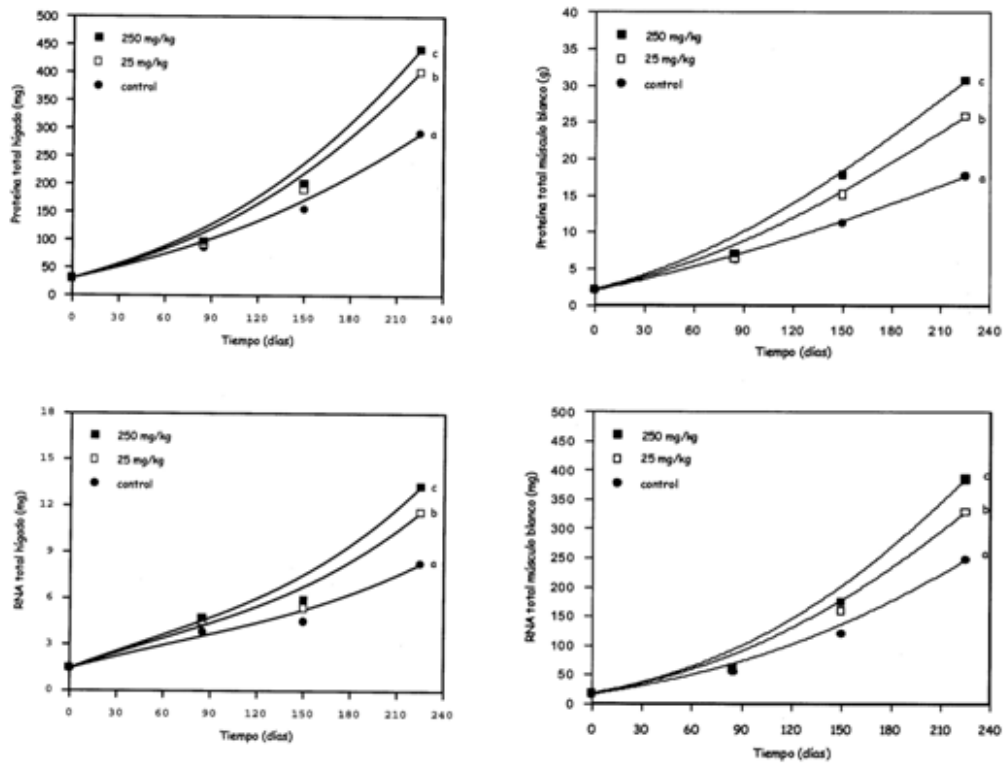 Proteína total hígado (mg)
500
450
400
350
300
250
200
150
100
50
0
250 mg/kg
25 mg/kg
control
c
b
a
0 30 60 90 120 150 180 210 240
Tiempo (días)
Proteína total músculo blanco (g)
40
35
30
25
20
15
10
5
0
250 mg/kg
25 mg/kg
control
c
b
a
0 30 60 90 120 150 180 210 240
Tiempo (días)
RNA total hígado (mg)
18
15
12
9
6
3
0
250 mg/kg
25 mg/kg
control
c
b
a
0 30 60 90 120 150 180 210 240
Tiempo (días)
RNA total músculo blanco (mg)
500
450
400
350
300
250
200
150
100
50
0
250 mg/kg
25 mg/kg
control
b
0 30 60 90 120 150 180 210 240
Tiempo (días)